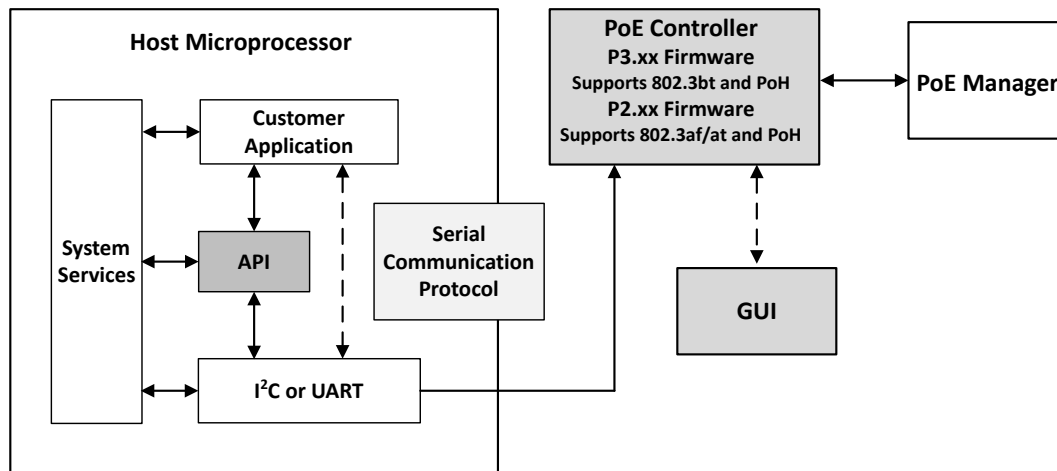 Host Microprocessor
System
Services
Customer
Application
API
I²C or UART
Serial
Communication
Protocol
PoE Controller
P3.xx Firmware
Supports 802.3bt and PoH
P2.xx Firmware
Supports 802.3af/at and PoH
PoE Manager
GUI